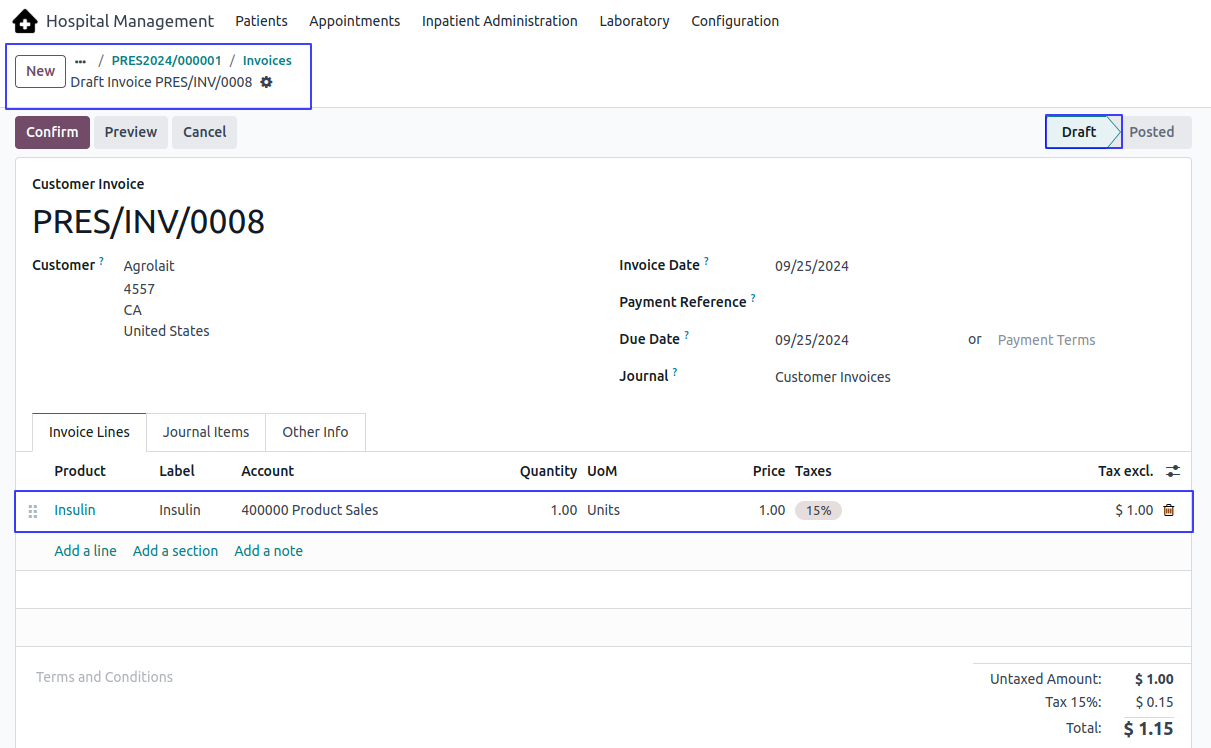 Hospital Management Patients Appointments Inpatient Administration Laboratory Configuration
New ... / PRES2024/000001 / Invoices
Draft Invoice PRES/INV/0008
Confirm Preview Cancel Draft Posted
Customer Invoice
PRES/INV/0008
Customer ? Agrolait Invoice Date ? 09/25/2024
4557
CA Payment Reference ?
United States
Due Date ? 09/25/2024 or Payment Terms
Journal ? Customer Invoices
Invoice Lines Journal Items Other Info
Product Label Account Quantity UoM Price Taxes Tax excl.
Insulin Insulin 400000 Product Sales 1.00 Units 1.00 15% $ 1.00
Add a line Add a section Add a note
Terms and Conditions
Untaxed Amount: $ 1.00
Tax 15%: $ 0.15
Total: $ 1.15